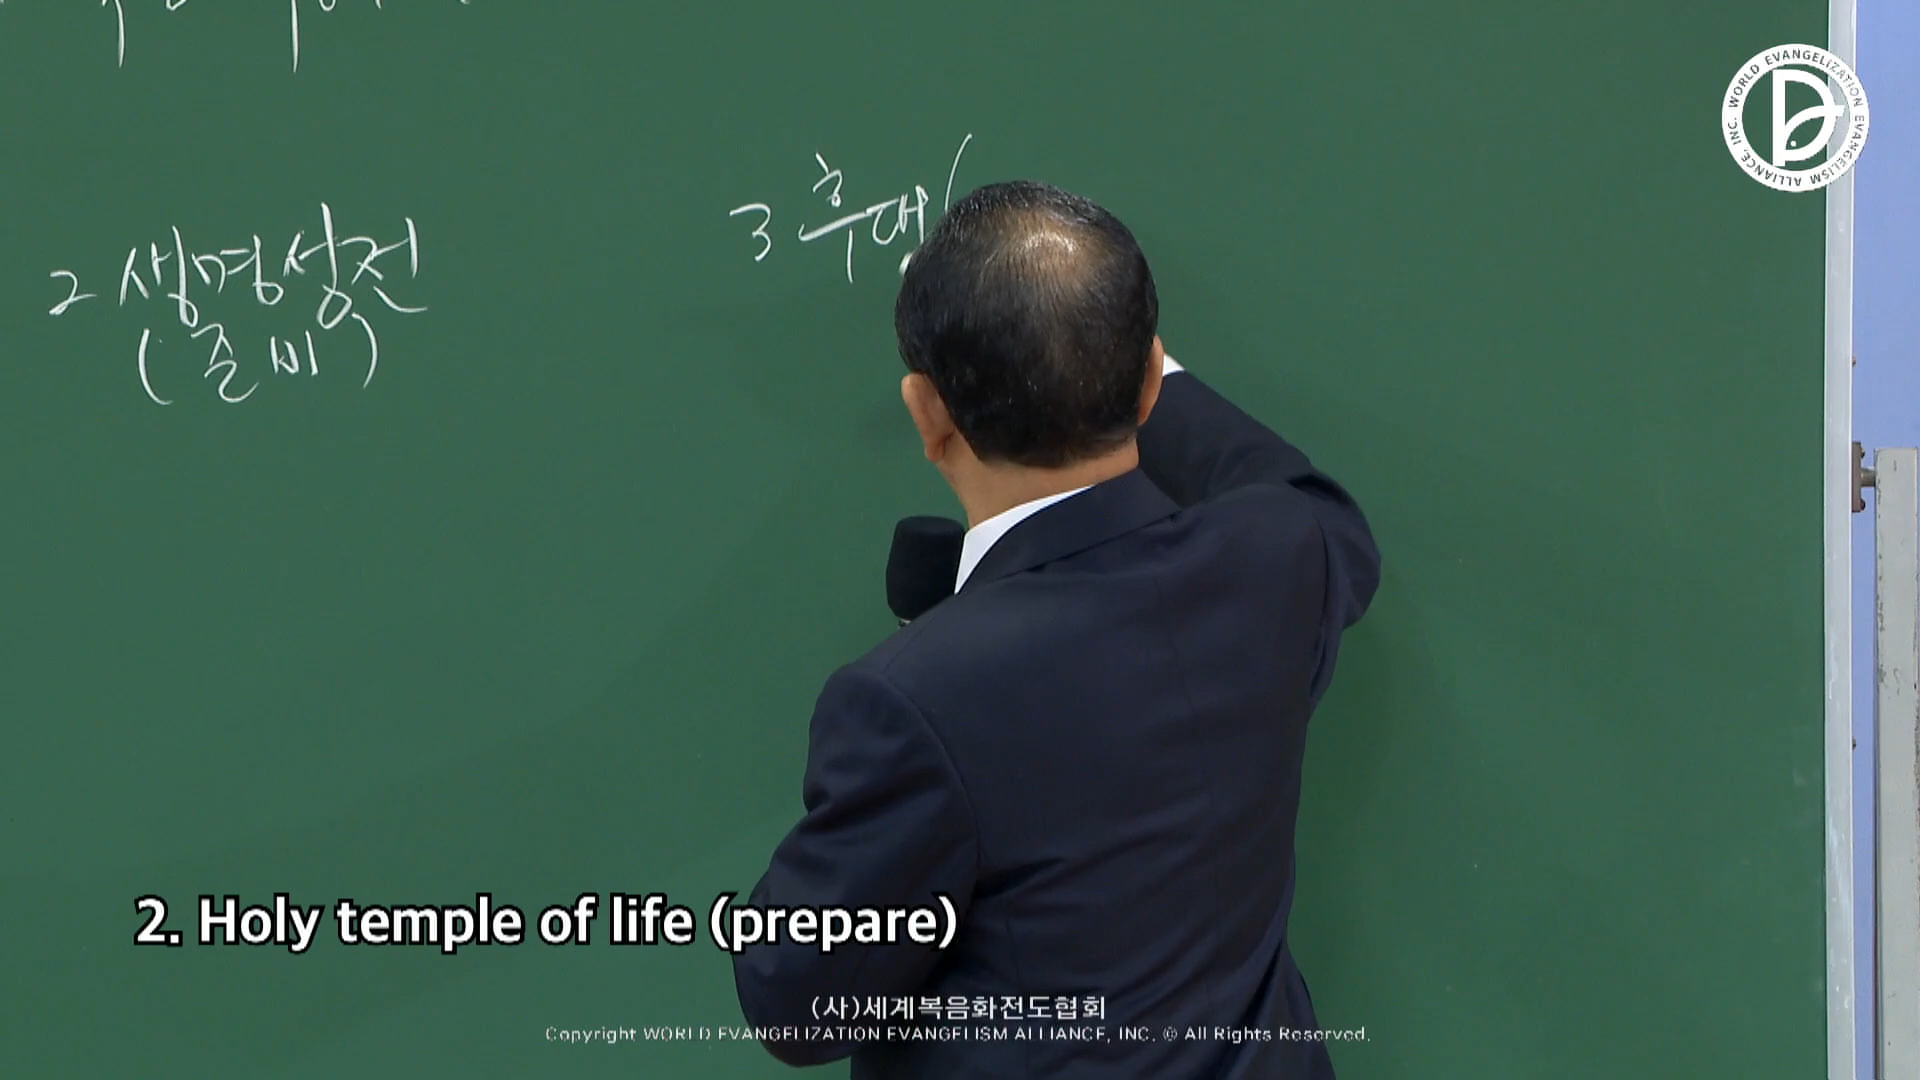 2 생명성전
(준비)
3 후대
WORLD EVANGELIZATION EVANGELISM ALLIANCE, INC.
2. Holy temple of life (prepare)
(사)세계복음화전도협회
Copyright WORLD EVANGELIZATION EVANGELISM ALLIANCE, INC. © All Rights Reserved.